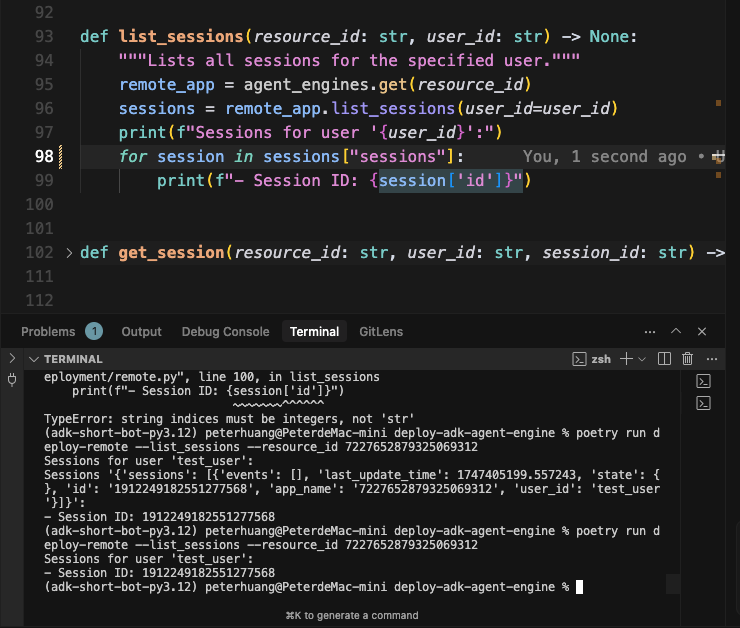 92
93 def list_sessions(resource_id: str, user_id: str) -> None:
94 """Lists all sessions for the specified user."""
95 remote_app = agent_engines.get(resource_id)
96 sessions = remote_app.list_sessions(user_id=user_id)
97 print(f"Sessions for user '{user_id}':")
98 for session in sessions["sessions"]: You, 1 second ago •
99 print(f"- Session ID: {session['id']}")
100
101
102 > def get_session(resource_id: str, user_id: str, session_id: str) ->
111
112
Problems 1 Output Debug Console Terminal GitLens
TERMINAL zsh
eployment/remote.py", line 100, in list_sessions
print(f"- Session ID: {session['id']}")
~~~~~~~^^^^^^
TypeError: string indices must be integers, not 'str'
(adk-short-bot-py3.12) peterhuang@PeterdeMac-mini deploy-adk-agent-engine % poetry run d
eploy-remote --list_sessions --resource_id 7227652879325069312
Sessions for user 'test_user':
Sessions '{'sessions': [{'events': [], 'last_update_time': 1747405199.557243, 'state': {
}, 'id': '1912249182551277568', 'app_name': '7227652879325069312', 'user_id': 'test_user
'}]}':
- Session ID: 1912249182551277568
(adk-short-bot-py3.12) peterhuang@PeterdeMac-mini deploy-adk-agent-engine % poetry run d
eploy-remote --list_sessions --resource_id 7227652879325069312
Sessions for user 'test_user':
- Session ID: 1912249182551277568
(adk-short-bot-py3.12) peterhuang@PeterdeMac-mini deploy-adk-agent-engine %
⌘K to generate a command